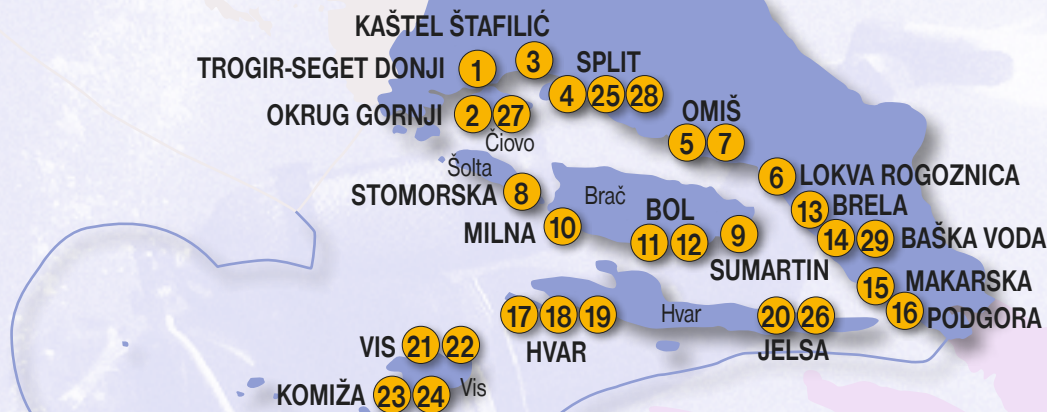 KAŠTEL ŠTAFILIĆ
TROGIR-SEGET DONJI 1
3
SPLIT
4 25 28
OKRUG GORNJI 2 27
Čiovo
OMIŠ
5 7
Šolta
STOMORSKA 8
Brač
6 LOKVA ROGOZNICA
13 BRELA
MILNA 10
BOL
11 12
9
SUMARTIN
14 29 BAŠKA VODA
15 MAKARSKA
16 PODGORA
17 18 19
HVAR
Hvar
20 26
JELSA
VIS 21 22
KOMIŽA 23 24
Vis